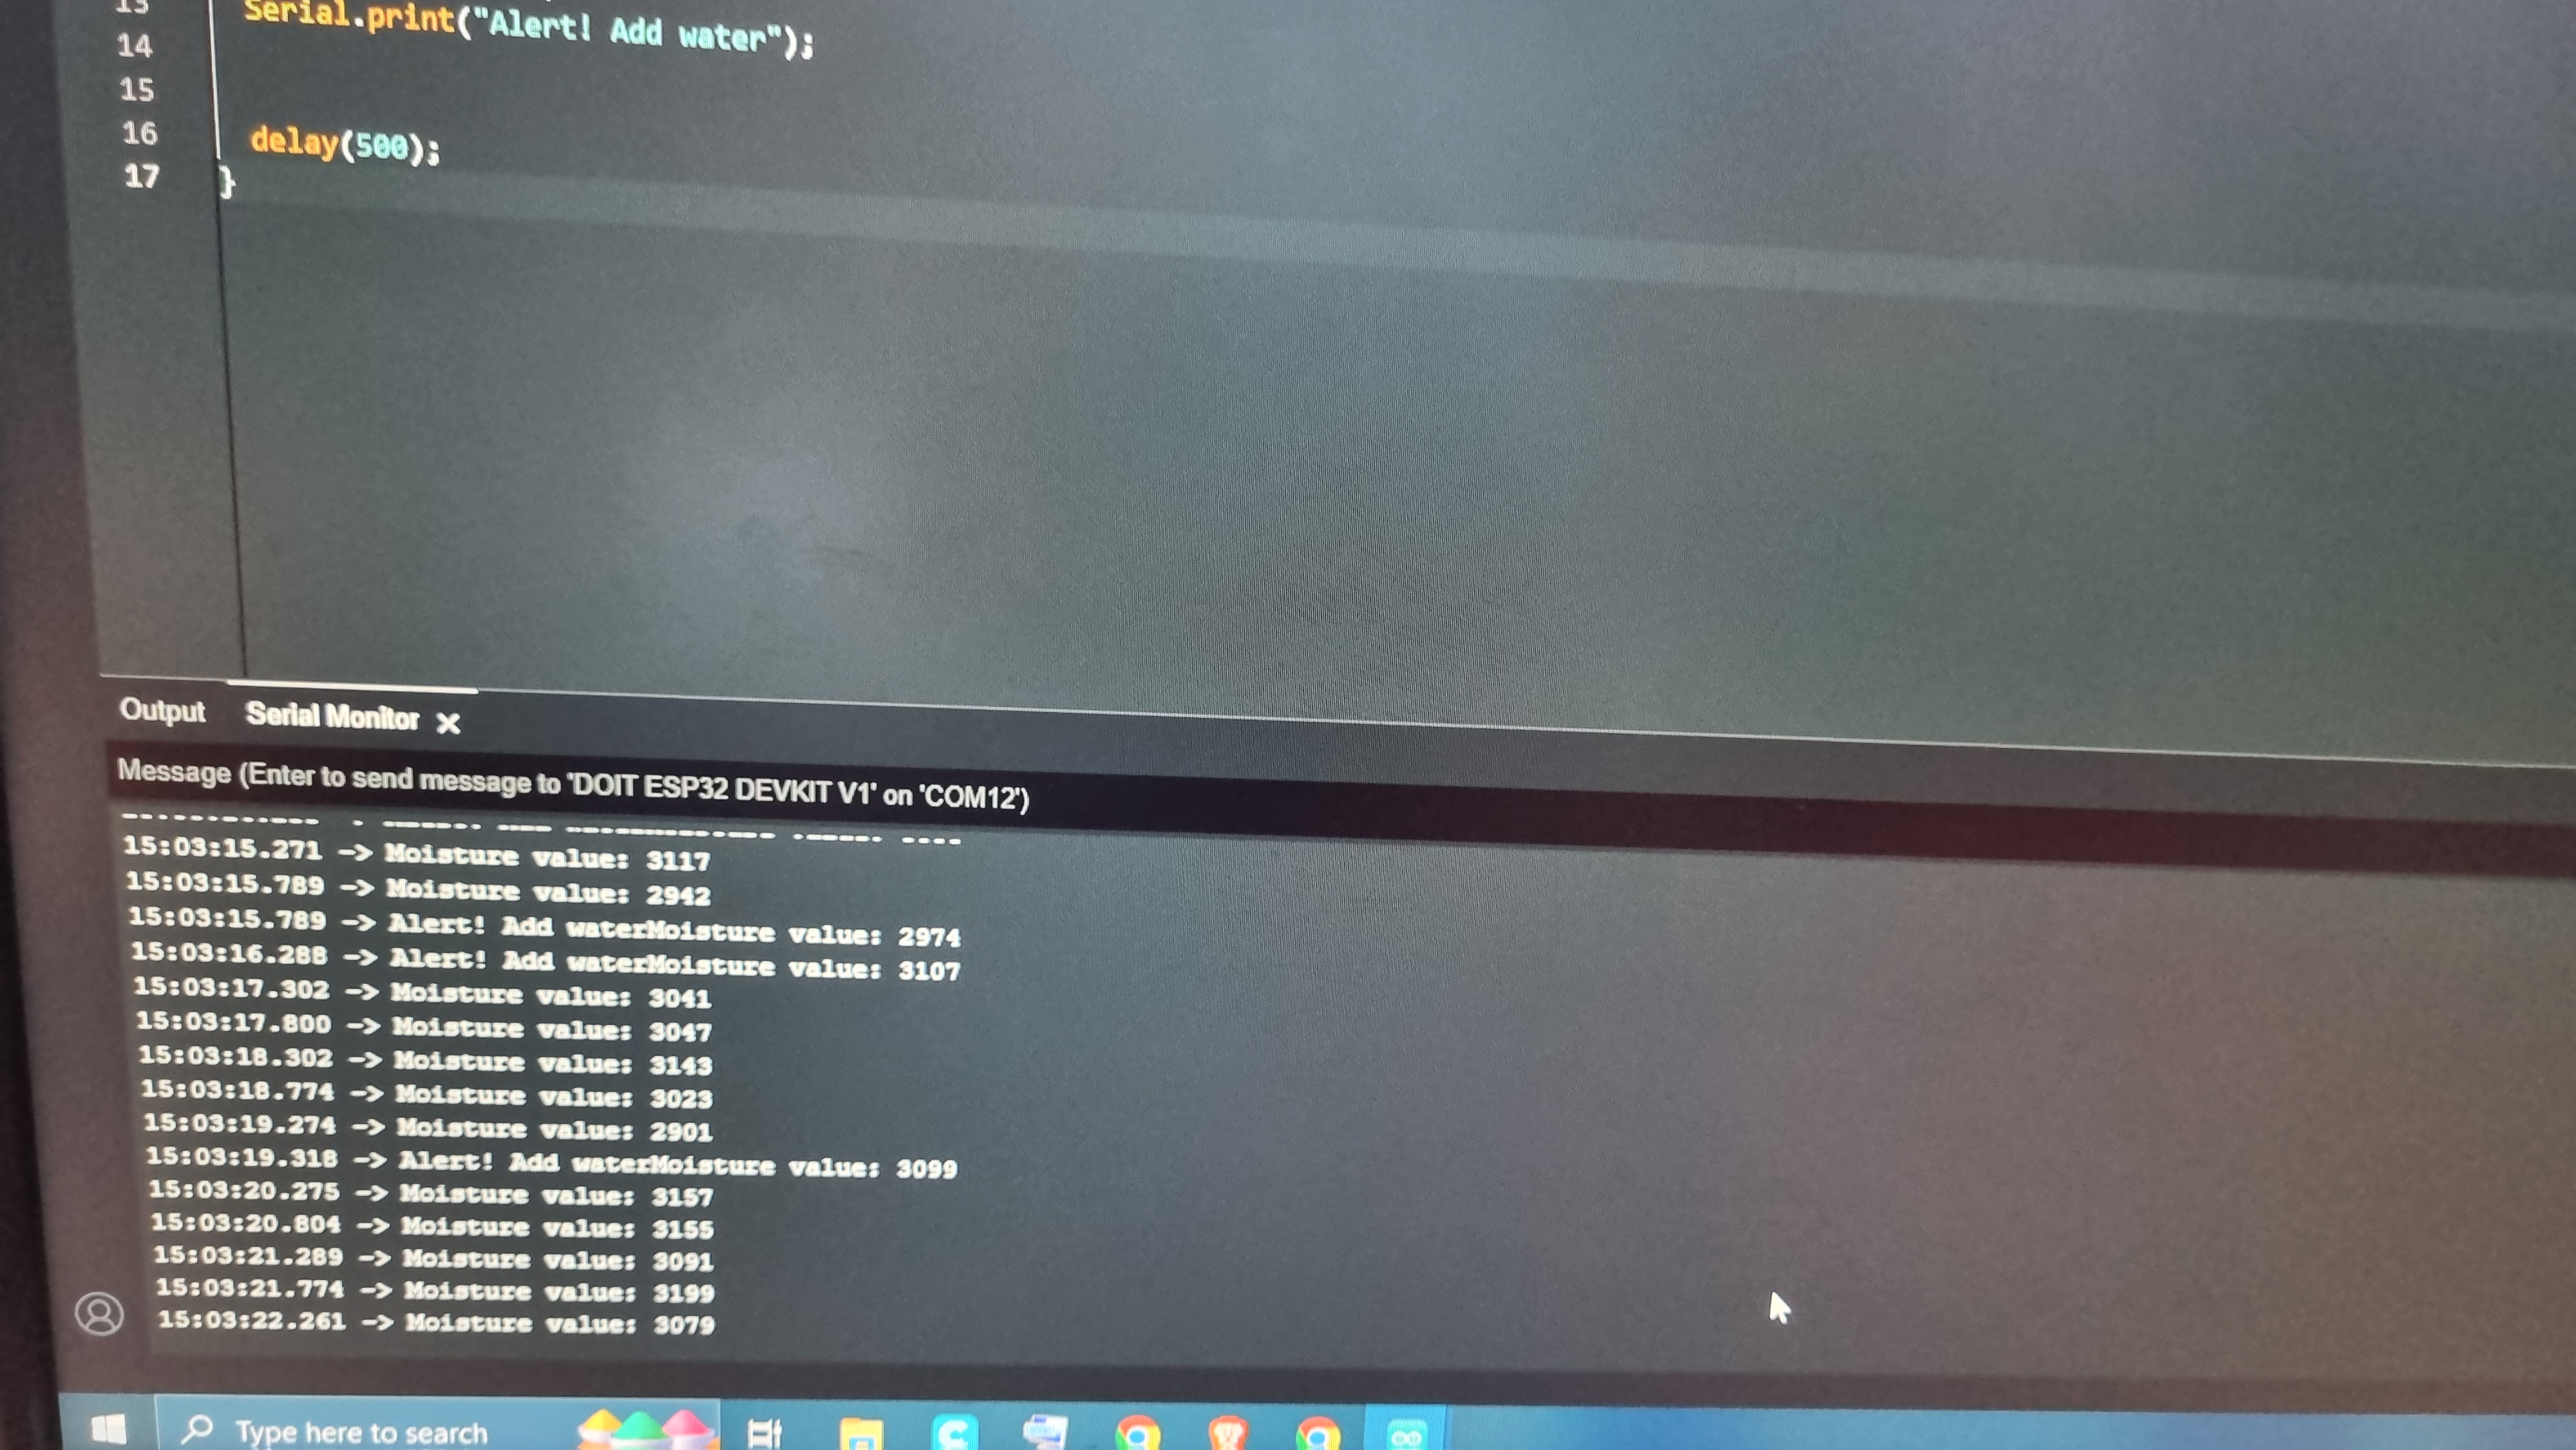 13
Serial.print("Alert! Add water");
14
15
16 delay(500);
17 }
Output Serial Monitor
Message (Enter to send message to 'DOIT ESP32 DEVKIT V1' on 'COM12')
15:03:15.271 -> Moisture value: 3117
15:03:15.789 -> Moisture value: 2942
15:03:15.789 -> Alert! Add waterMoisture value: 2974
15:03:16.288 -> Alert! Add waterMoisture value: 3107
15:03:17.302 -> Moisture value: 3041
15:03:17.800 -> Moisture value: 3047
15:03:18.302 -> Moisture value: 3143
15:03:18.774 -> Moisture value: 3023
15:03:19.274 -> Moisture value: 2901
15:03:19.318 -> Alert! Add waterMoisture value: 3099
15:03:20.275 -> Moisture value: 3157
15:03:20.804 -> Moisture value: 3155
15:03:21.289 -> Moisture value: 3091
15:03:21.774 -> Moisture value: 3199
15:03:22.261 -> Moisture value: 3079
Type here to search